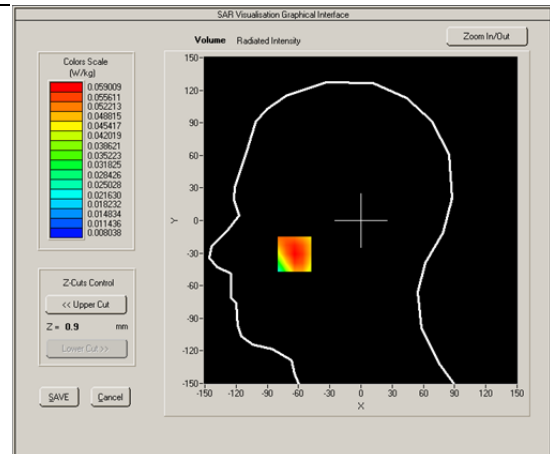 SAR Visualisation Graphical Interface
Volume Radiated Intensity
Zoom In/Out
Colors Scale
(W/kg)
0.059009
0.055611
0.052213
0.048815
0.045417
0.042019
0.038621
0.035223
0.031825
0.028426
0.025028
0.021630
0.018232
0.014834
0.011436
0.008038
Z-Cuts Control
<< Upper Cut
Z = 0.9 mm
Lower Cut >>
SAVE Cancel
150
120
90
60
30
0
-30
-60
-90
-120
-150
Y
-150 -120 -90 -60 -30 0 30 60 90 120 150
X